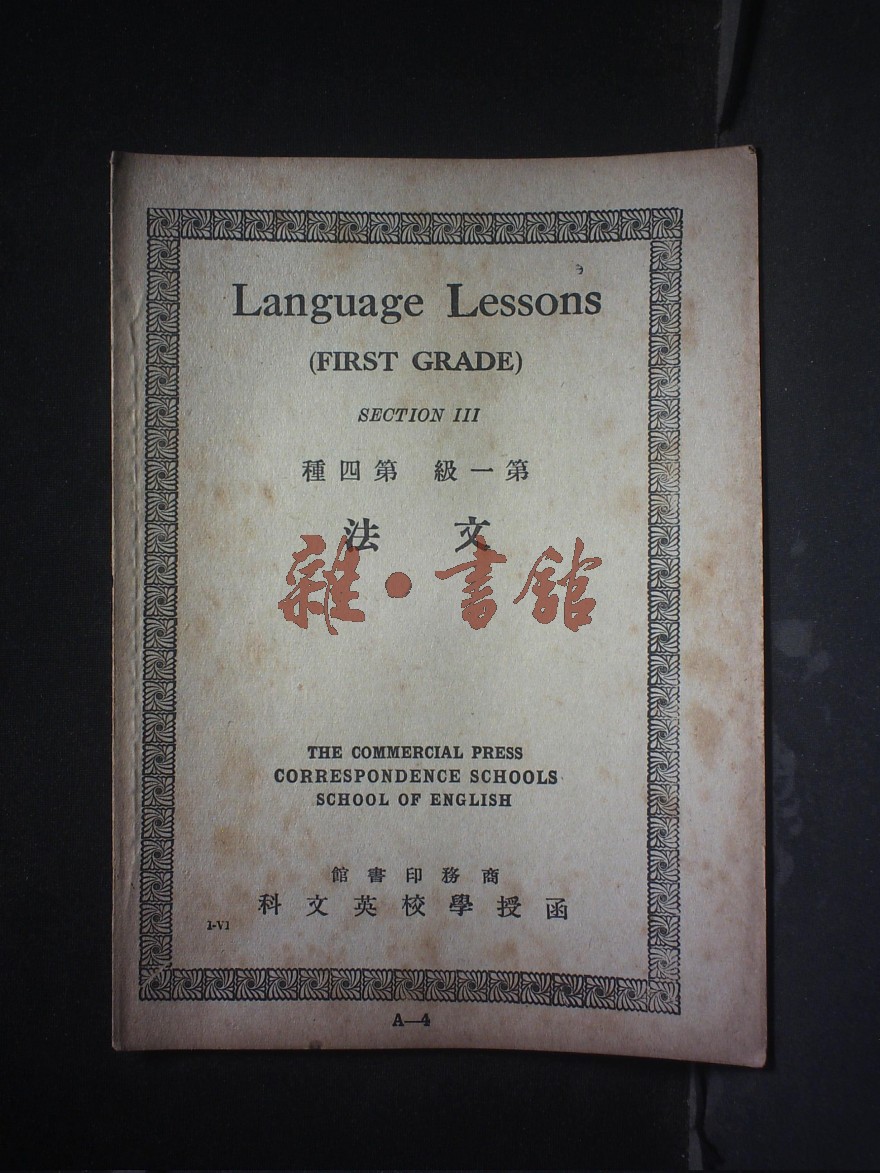 Language Lessons
(FIRST GRADE)
SECTION III
第一級 第四種
文法
雜•書館
THE COMMERCIAL PRESS
CORRESPONDENCE SCHOOLS
SCHOOL OF ENGLISH
商務印書館
函授學校英文科
1-V1
A—4